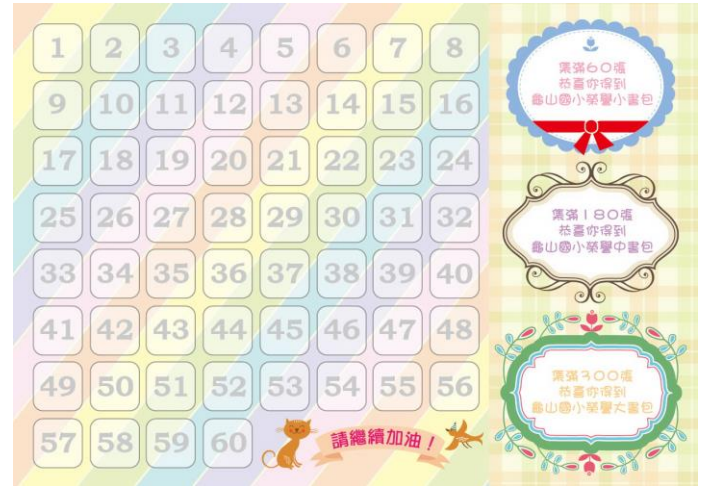 1 2 3 4 5 6 7 8
9 10 11 12 13 14 15 16
17 18 19 20 21 22 23 24
25 26 27 28 29 30 31 32
33 34 35 36 37 38 39 40
41 42 43 44 45 46 47 48
49 50 51 52 53 54 55 56
57 58 59 60
請繼續加油！
集滿60張
恭喜你得到
龜山國小榮譽小書包
集滿180張
恭喜你得到
龜山國小榮譽中書包
集滿300張
恭喜你得到
龜山國小榮譽大書包